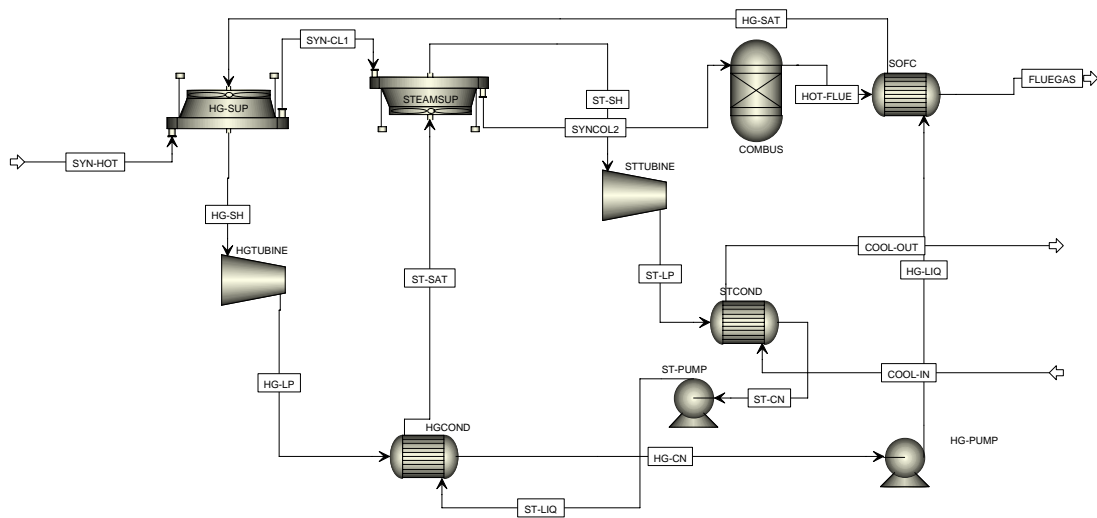 HG-SAT
SYN-CL1
SOFC
FLUEGAS
STEAMSUP
HG-SUP
ST-SH
HOT-FLUE
SYNCOL2
COMBUS
SYN-HOT
STTUBINE
HG-SH
HGTUBINE
COOL-OUT
ST-SAT
ST-LP
HG-LIQ
STCOND
ST-PUMP
COOL-IN
HG-LP
ST-CN
HGCOND
HG-PUMP
HG-CN
ST-LIQ